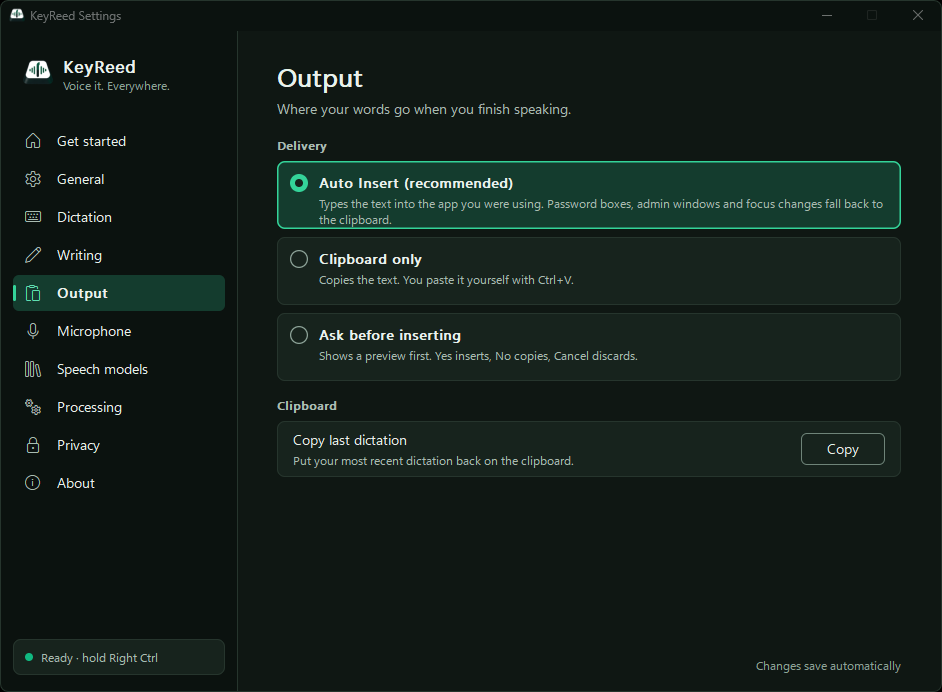 KeyReed Settings
KeyReed
Voice it. Everywhere.
Get started
General
Dictation
Writing
Output
Microphone
Speech models
Processing
Privacy
About
Ready · hold Right Ctrl
Output
Where your words go when you finish speaking.
Delivery
Auto Insert (recommended)
Types the text into the app you were using. Password boxes, admin windows and focus changes fall back to
the clipboard.
Clipboard only
Copies the text. You paste it yourself with Ctrl+V.
Ask before inserting
Shows a preview first. Yes inserts, No copies, Cancel discards.
Clipboard
Copy last dictation
Put your most recent dictation back on the clipboard.
Copy
Changes save automatically